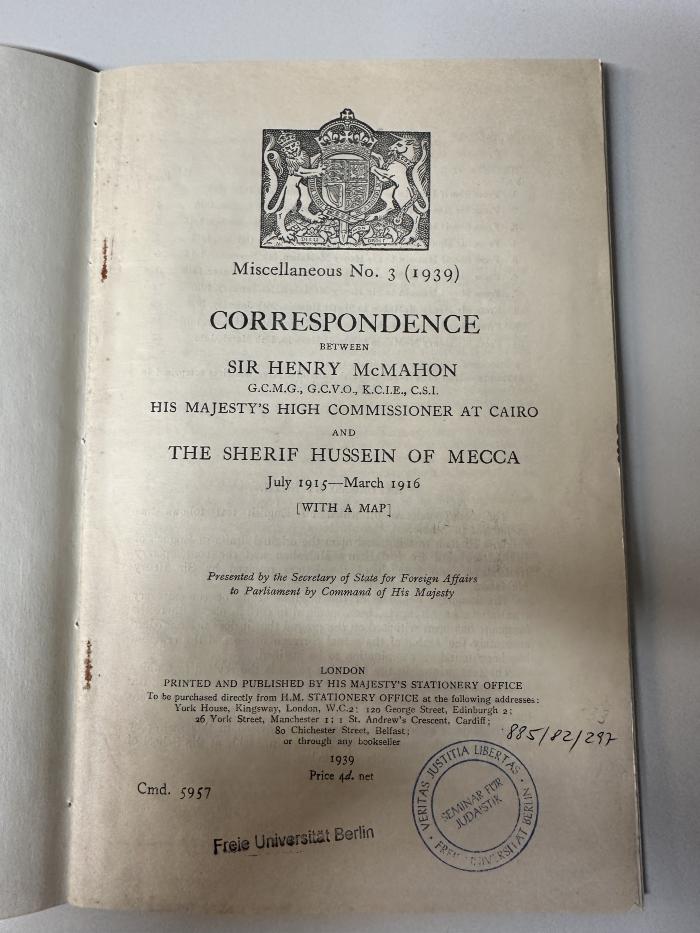 DIEU
DROIT
Miscellaneous No. 3 (1939)
CORRESPONDENCE
BETWEEN
SIR HENRY McMAHON
G.C.M.G., G.C.V.O., K.C.I.E., C.S.I.
HIS MAJESTY'S HIGH COMMISSIONER AT CAIRO
AND
THE SHERIF HUSSEIN OF MECCA
July 1915—March 1916
[WITH A MAP]
Presented by the Secretary of State for Foreign Affairs
to Parliament by Command of His Majesty
LONDON
PRINTED AND PUBLISHED BY HIS MAJESTY'S STATIONERY OFFICE
To be purchased directly from H.M. STATIONERY OFFICE at the following addresses:
York House, Kingsway, London, W.C.2; 120 George Street, Edinburgh 2;
26 York Street, Manchester 1; 1 St. Andrew's Crescent, Cardiff;
80 Chichester Street, Belfast;
or through any bookseller
885/82/297
1939
Price 4d. net
Cmd. 5957
VERITAS JUSTITIA LIBERTAS
SEMINAR FÜR
JUDAISTIK
FREIE UNIVERSITÄT BERLIN
Freie Universität Berlin